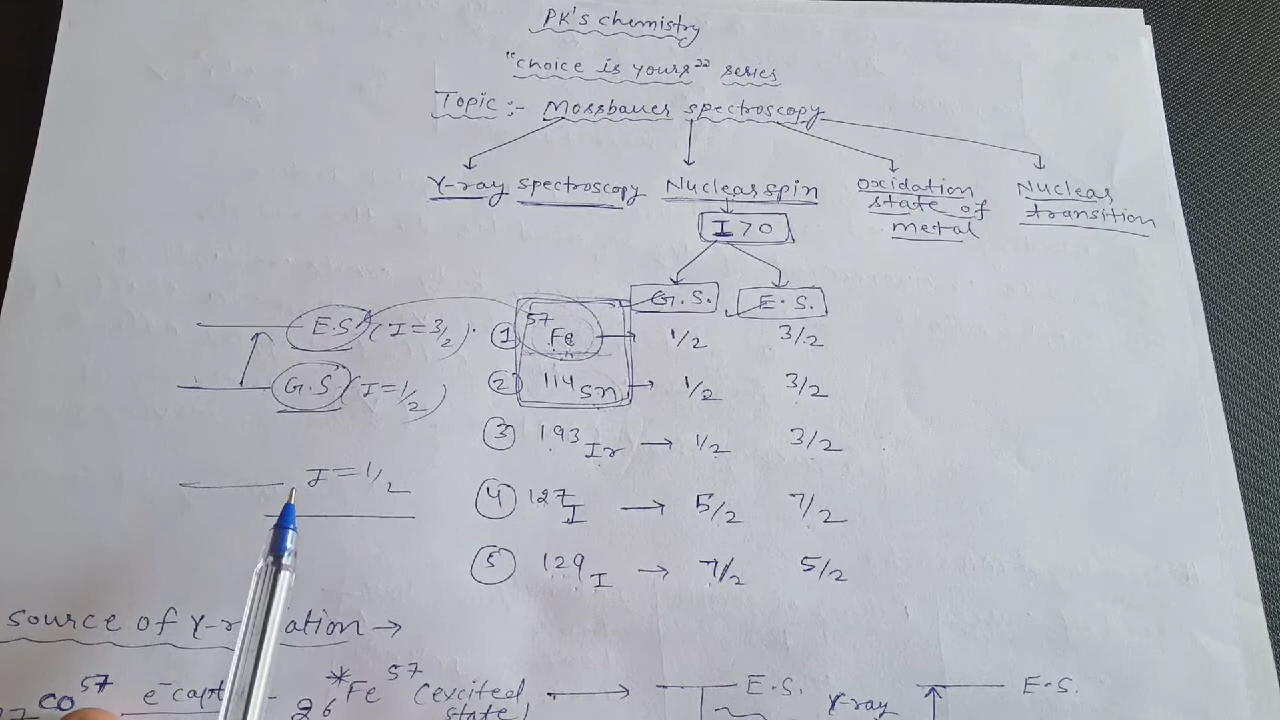 PK's chemistry
"choice is yours" series
Topic :- Mossbauer spectroscopy
γ-ray spectroscopy Nuclear spin oxidation state of metal Nuclear transition
I > 0
G.S. E.S.
E.S (I = 3/2) ① 57Fe → 1/2 3/2
G.S (I = 1/2) ② 114Sn → 1/2 3/2
③ 193Ir → 1/2 3/2
I = 1/2 ④ 127I → 5/2 7/2
⑤ 129I → 7/2 5/2
source of γ- →
27Co57 e- 26*Fe57 (excited state) → E.S. γ-ray E.S.